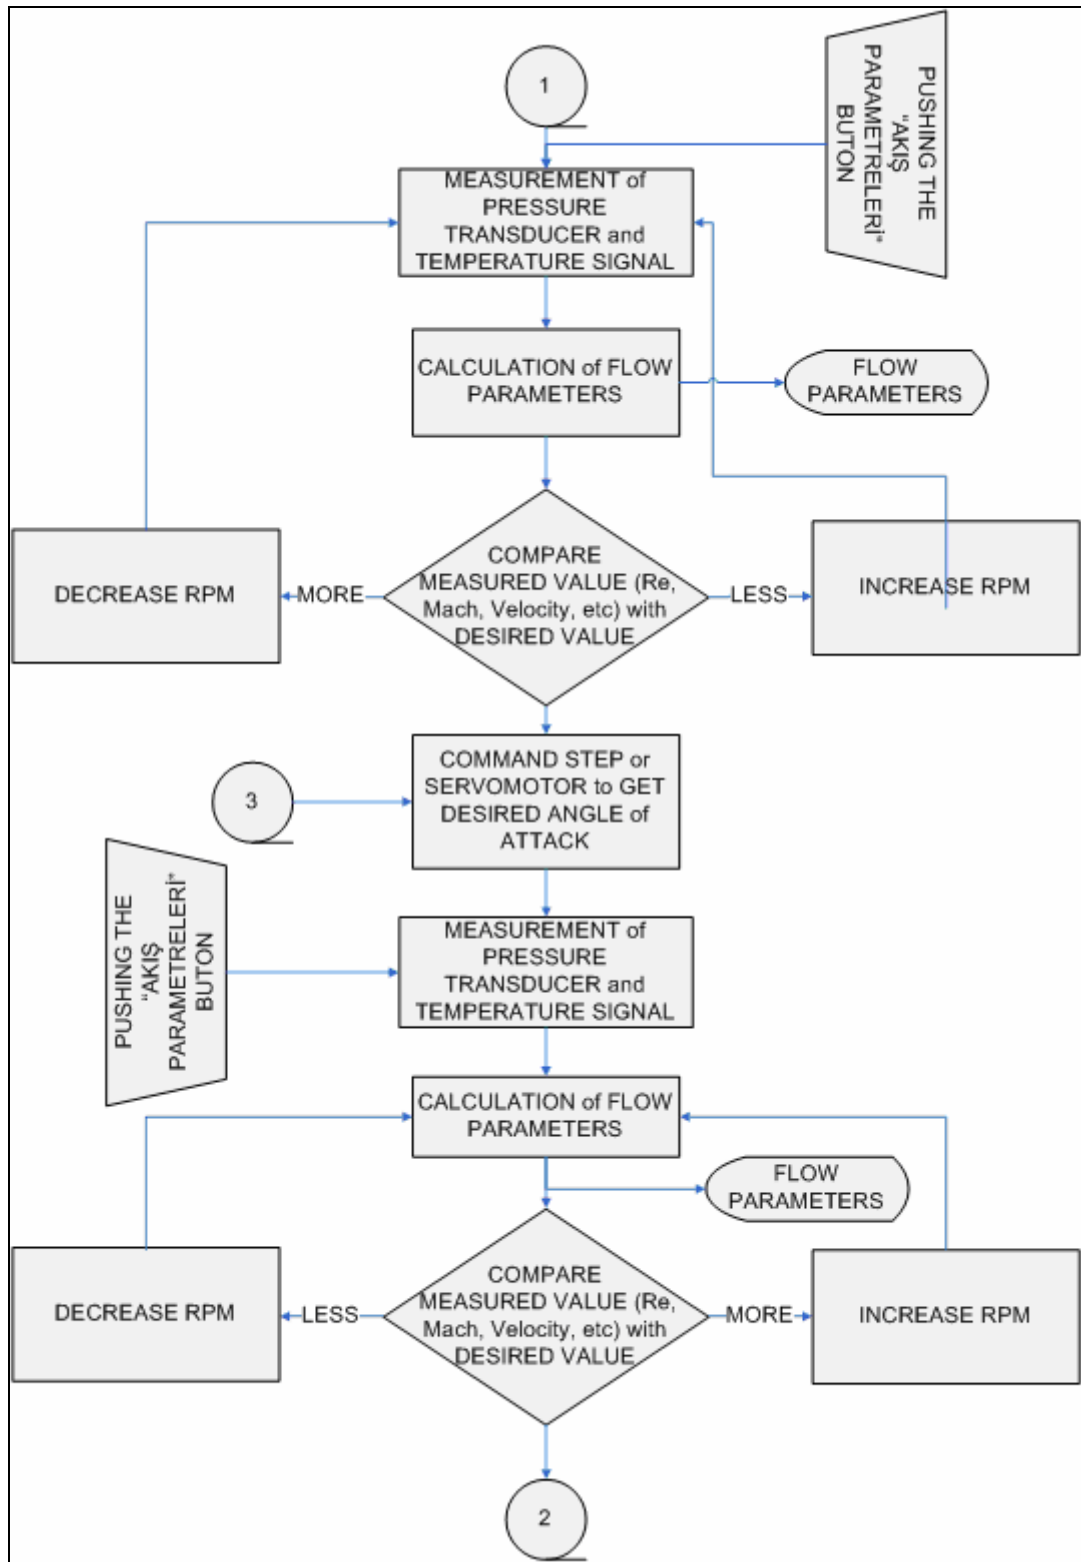 1
PUSHING THE
“AKIŞ
PARAMETRELERİ”
BUTON
MEASUREMENT of
PRESSURE
TRANSDUCER and
TEMPERATURE SIGNAL
CALCULATION of FLOW
PARAMETERS
FLOW
PARAMETERS
COMPARE
MEASURED VALUE (Re,
Mach, Velocity, etc) with
DESIRED VALUE
DECREASE RPM
MORE
LESS
INCREASE RPM
COMMAND STEP or
SERVOMOTOR to GET
DESIRED ANGLE of
ATTACK
3
PUSHING THE
“AKIŞ
PARAMETRELERİ”
BUTON
MEASUREMENT of
PRESSURE
TRANSDUCER and
TEMPERATURE SIGNAL
CALCULATION of FLOW
PARAMETERS
FLOW
PARAMETERS
COMPARE
MEASURED VALUE (Re,
Mach, Velocity, etc) with
DESIRED VALUE
DECREASE RPM
LESS
MORE
INCREASE RPM
2